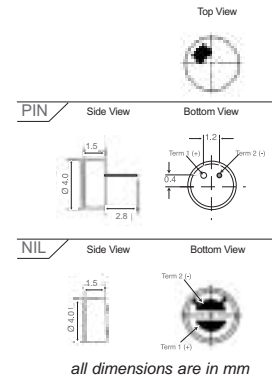 Top View
PIN Side View Bottom View
1.5
1.2
Term 1 (+) Term 2 (-)
Ø 4.0
0.4
2.8
NIL Side View Bottom View
Term 2 (-)
1.5
Ø 4.0
Term 1 (+)
all dimensions are in mm